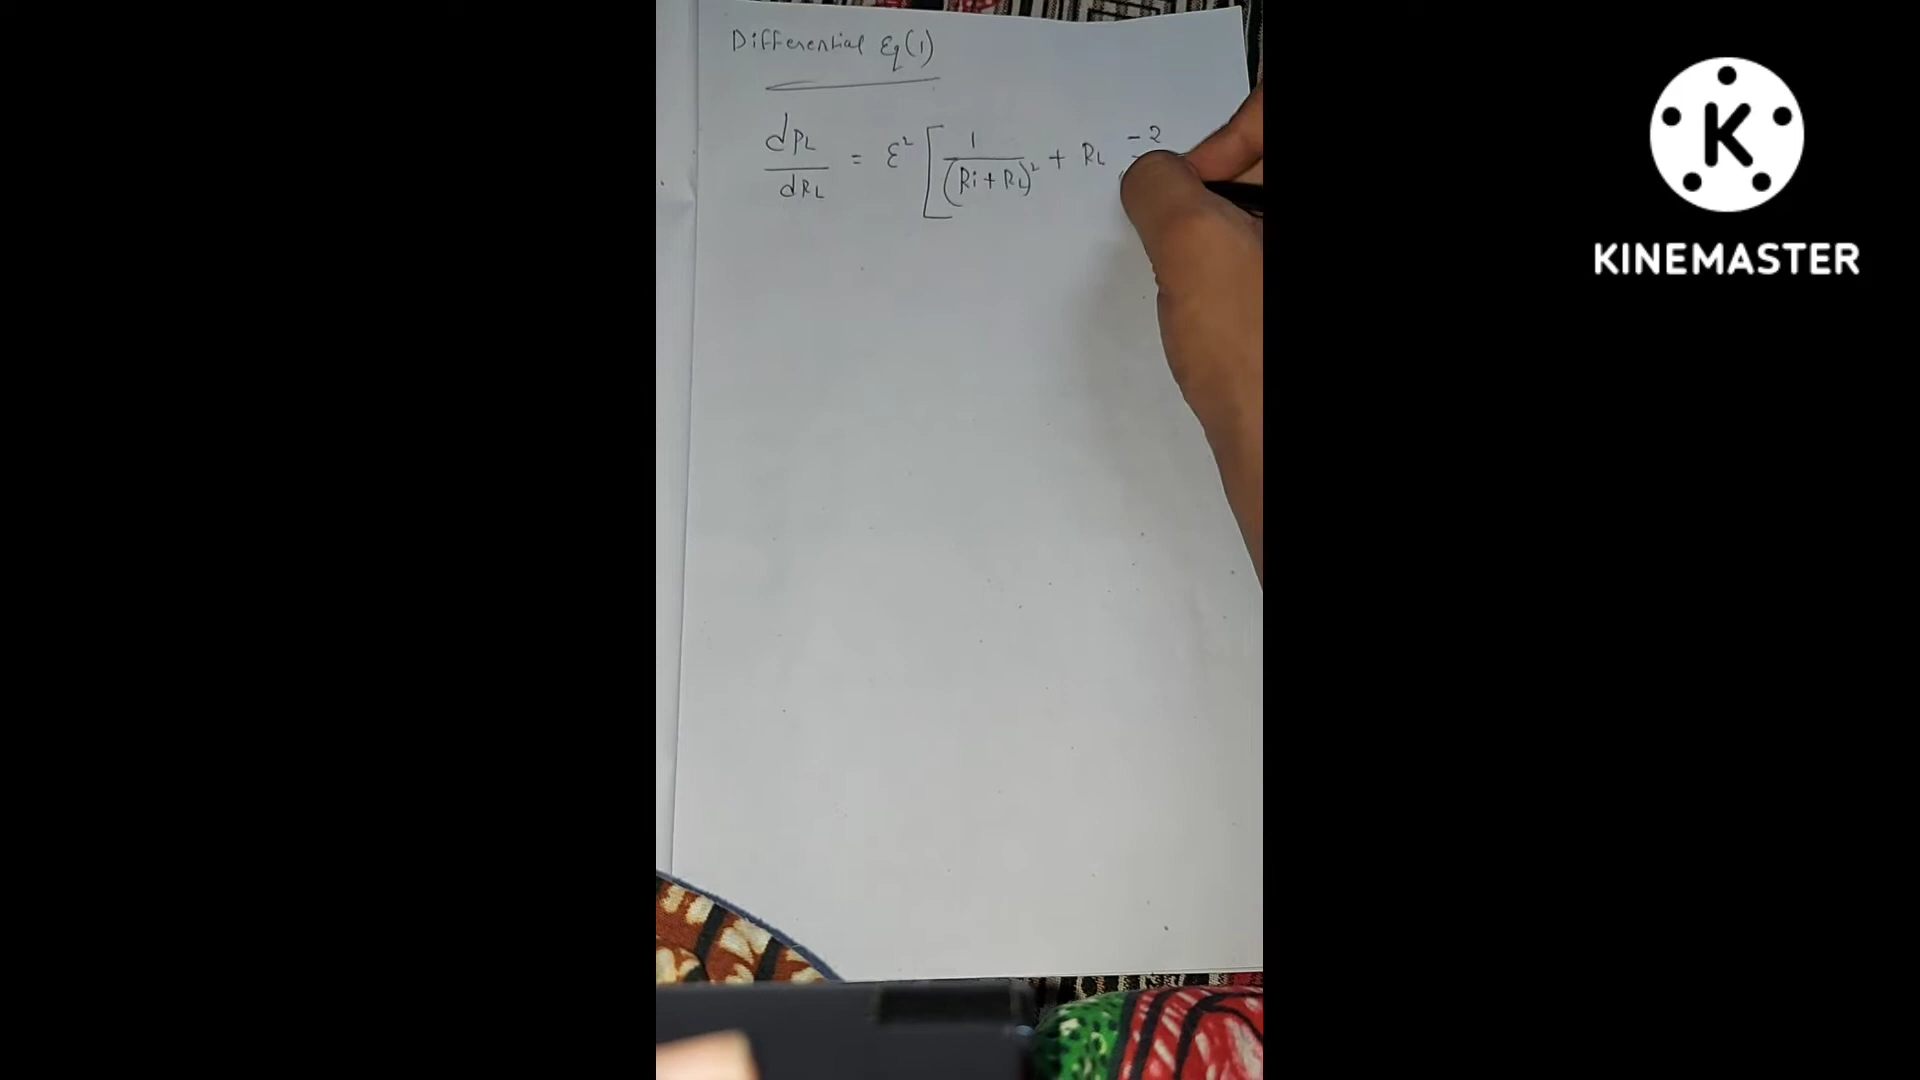 Differential Eq(1)
dPL/dRL = ε² [ 1/(Ri + RL)² + RL -2
K
KINEMASTER